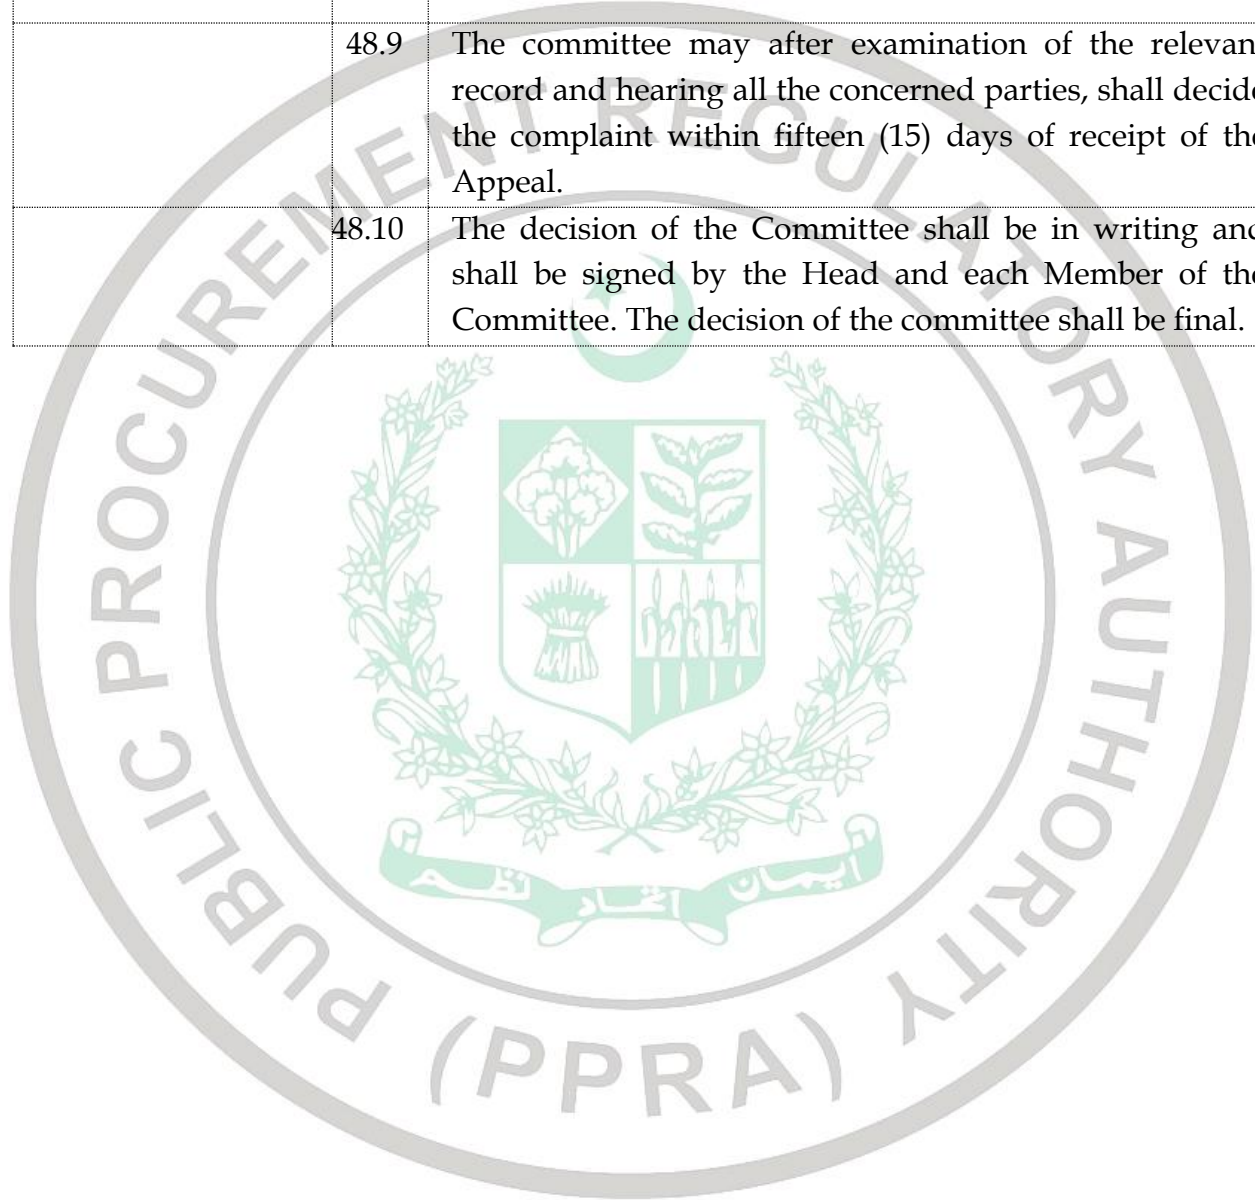 48.9 The committee may after examination of the relevan
record and hearing all the concerned parties, shall decide
the complaint within fifteen (15) days of receipt of the
Appeal.
48.10 The decision of the Committee shall be in writing and
shall be signed by the Head and each Member of the
Committee. The decision of the committee shall be final.
PUBLIC PROCUREMENT REGULATORY AUTHORITY
(PPRA)
ایمان اتحاد نظم